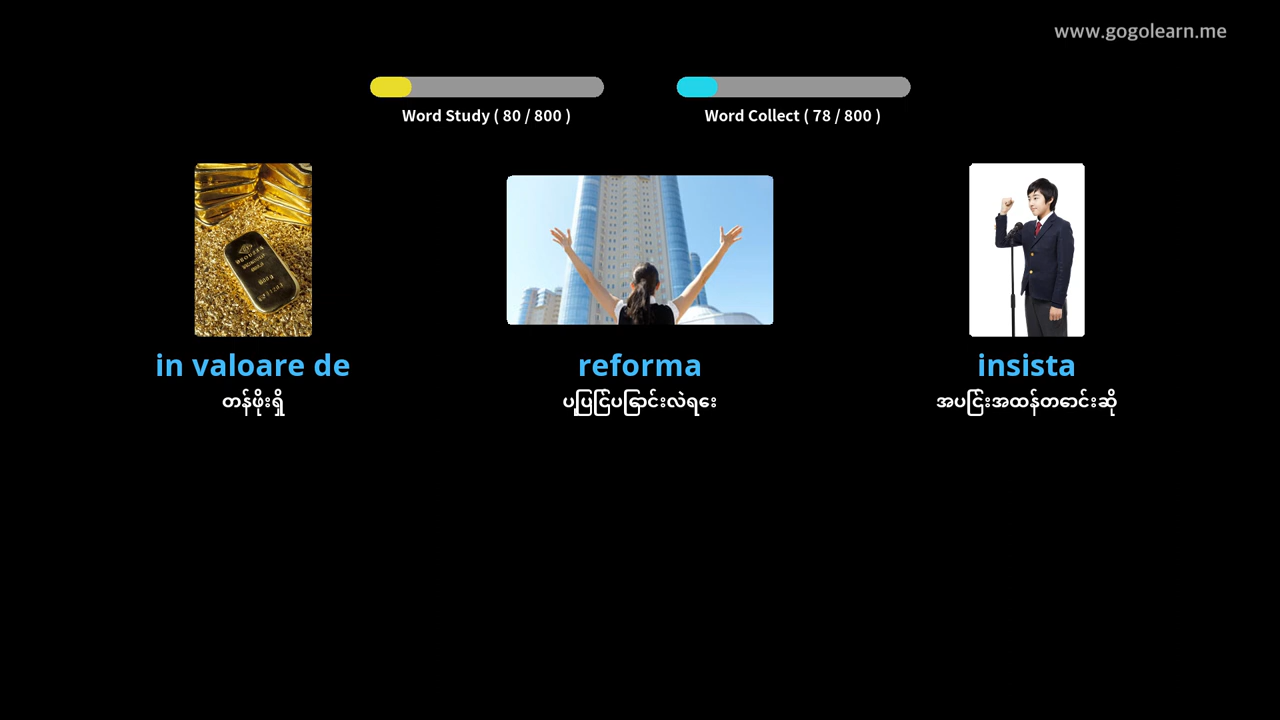 www.gogolearn.me
Word Study ( 80 / 800 )
Word Collect ( 78 / 800 )
in valoare de
တန်ဖိုးရှိ
reforma
ပုပြုပြင်ပြောင်းလဲရေး
insista
အပြင်းအထန်တောင်းဆို